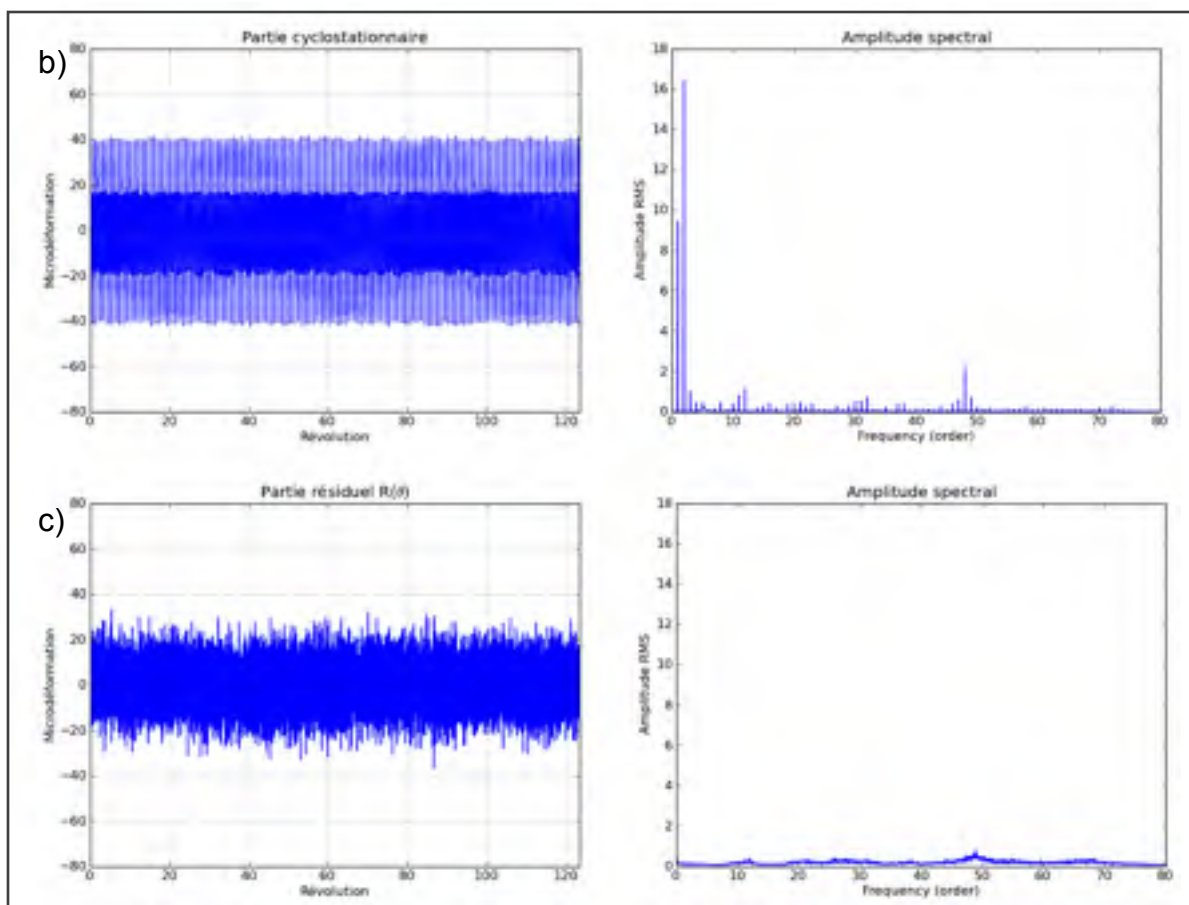 b)
Partie cyclostationnaire
80
60
40
20
0
−20
−40
−60
−80
Microdéformation
0 20 40 60 80 100 120
Révolution
Amplitude spectral
18
16
14
12
10
8
6
4
2
0
Amplitude RMS
0 10 20 30 40 50 60 70 80
Frequency (order)
c)
Partie résiduel R(θ)
80
60
40
20
0
−20
−40
−60
−80
Microdéformation
0 20 40 60 80 100 120
Révolution
Amplitude spectral
18
16
14
12
10
8
6
4
2
0
Amplitude RMS
0 10 20 30 40 50 60 70 80
Frequency (order)